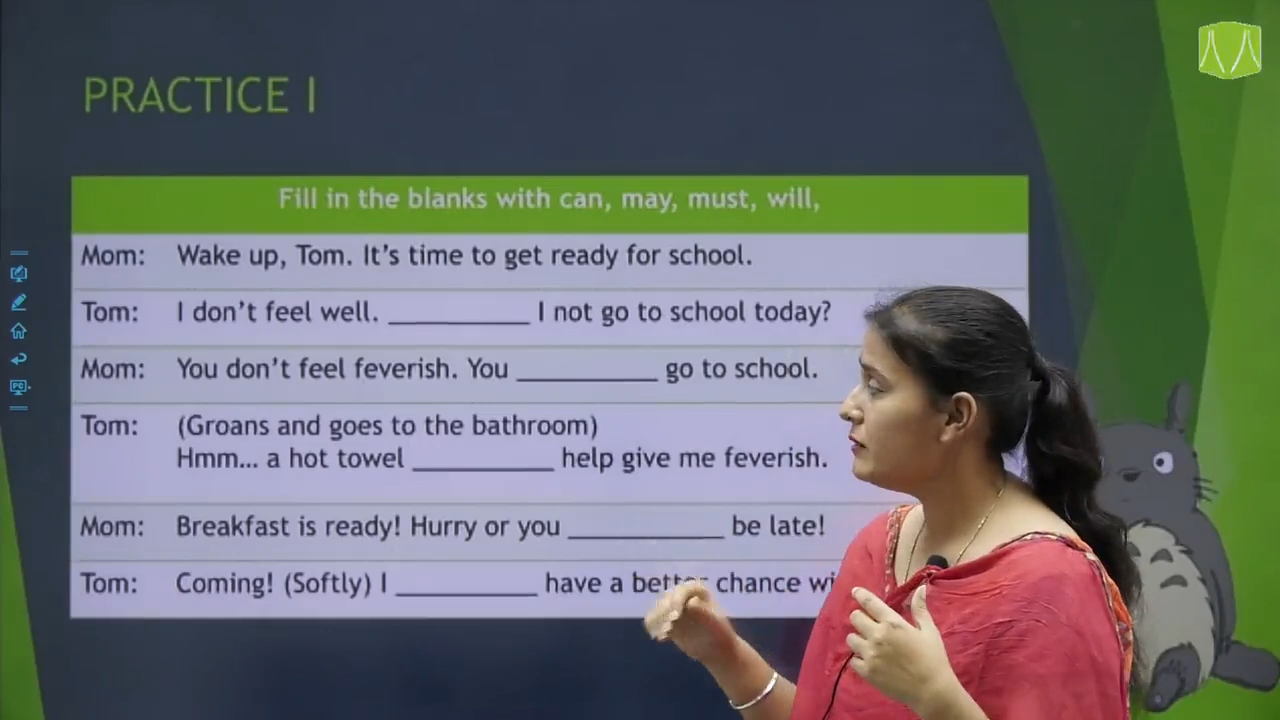 PRACTICE I
Fill in the blanks with can, may, must, will,
Mom: Wake up, Tom. It's time to get ready for school.
Tom: I don't feel well. __________ I not go to school today?
Mom: You don't feel feverish. You __________ go to school.
Tom: (Groans and goes to the bathroom)
Hmm... a hot towel __________ help give me feverish.
Mom: Breakfast is ready! Hurry or you ___________ be late!
Tom: Coming! (Softly) I __________ have a better chance
PC